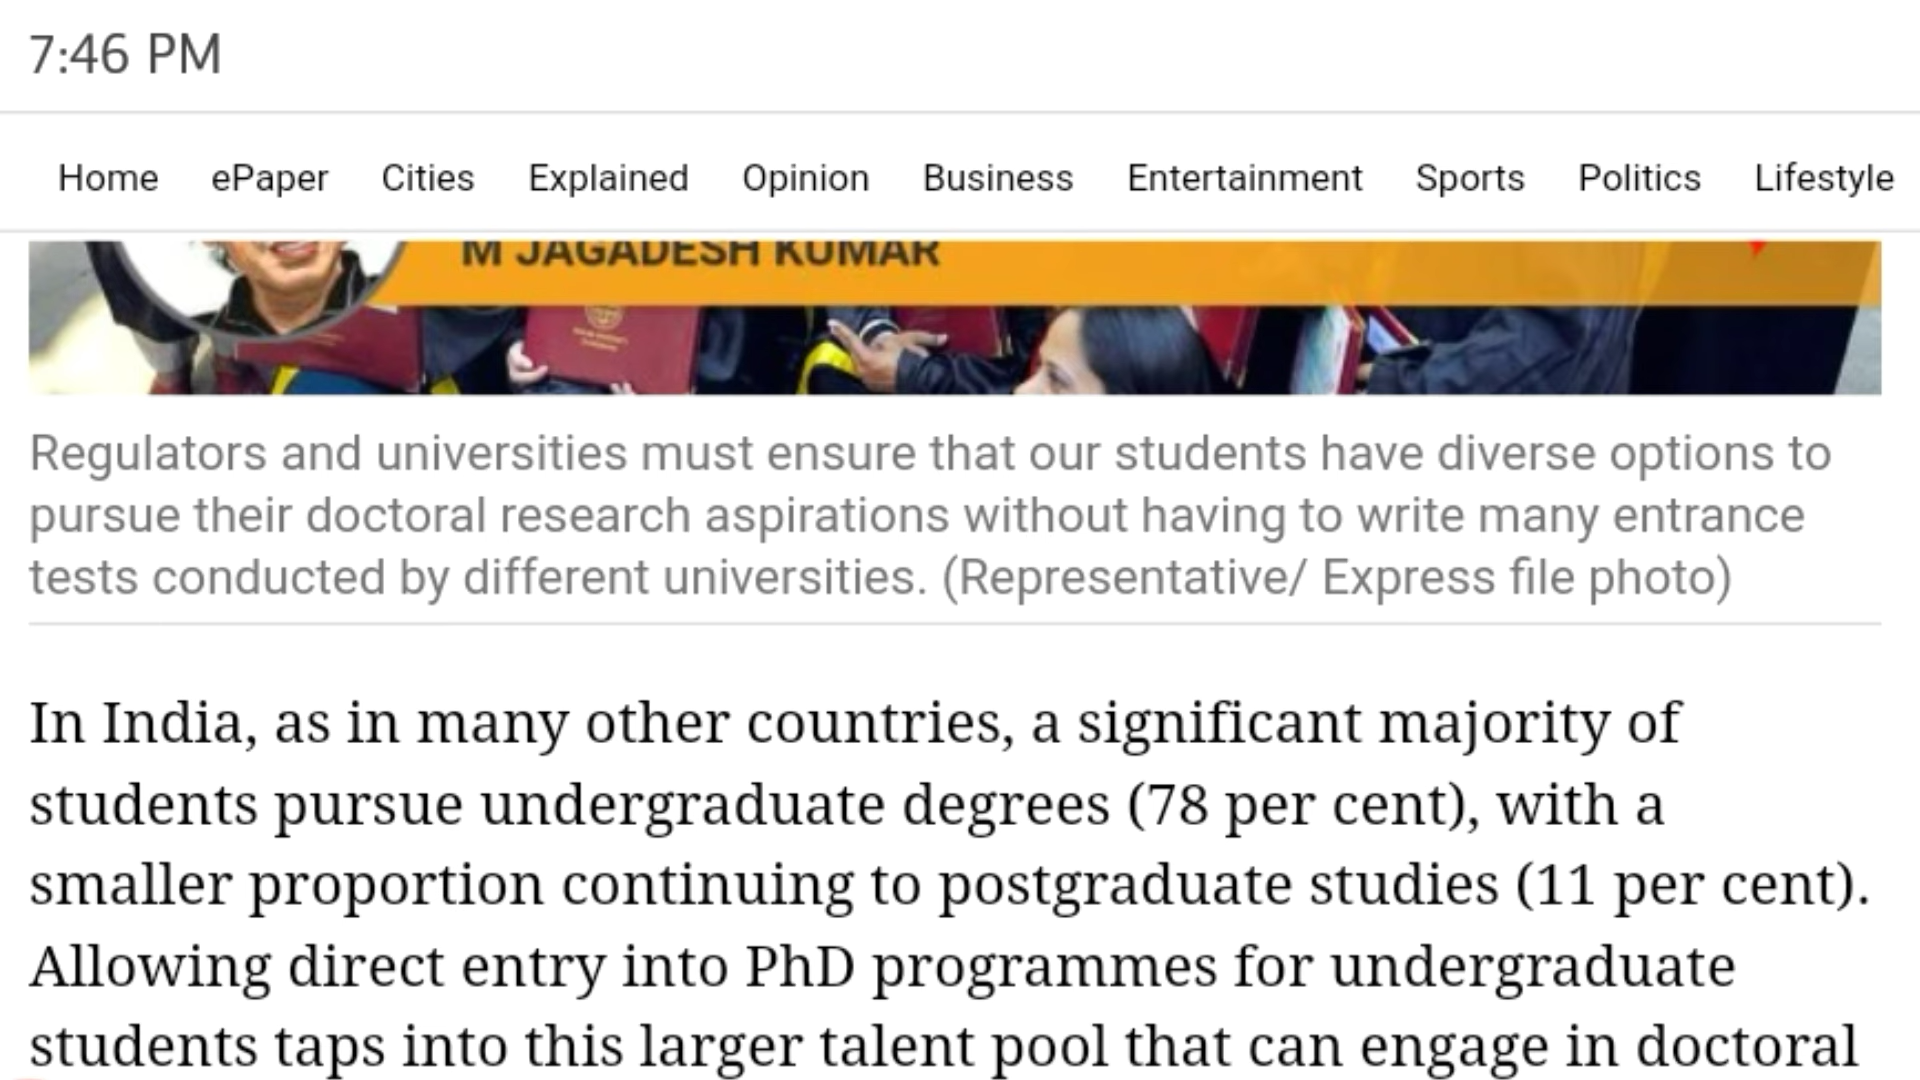 7:46 PM
Home ePaper Cities Explained Opinion Business Entertainment Sports Politics Lifestyle
M JAGADESH KUMAR
Regulators and universities must ensure that our students have diverse options to
pursue their doctoral research aspirations without having to write many entrance
tests conducted by different universities. (Representative/ Express file photo)
In India, as in many other countries, a significant majority of
students pursue undergraduate degrees (78 per cent), with a
smaller proportion continuing to postgraduate studies (11 per cent).
Allowing direct entry into PhD programmes for undergraduate
students taps into this larger talent pool that can engage in doctoral